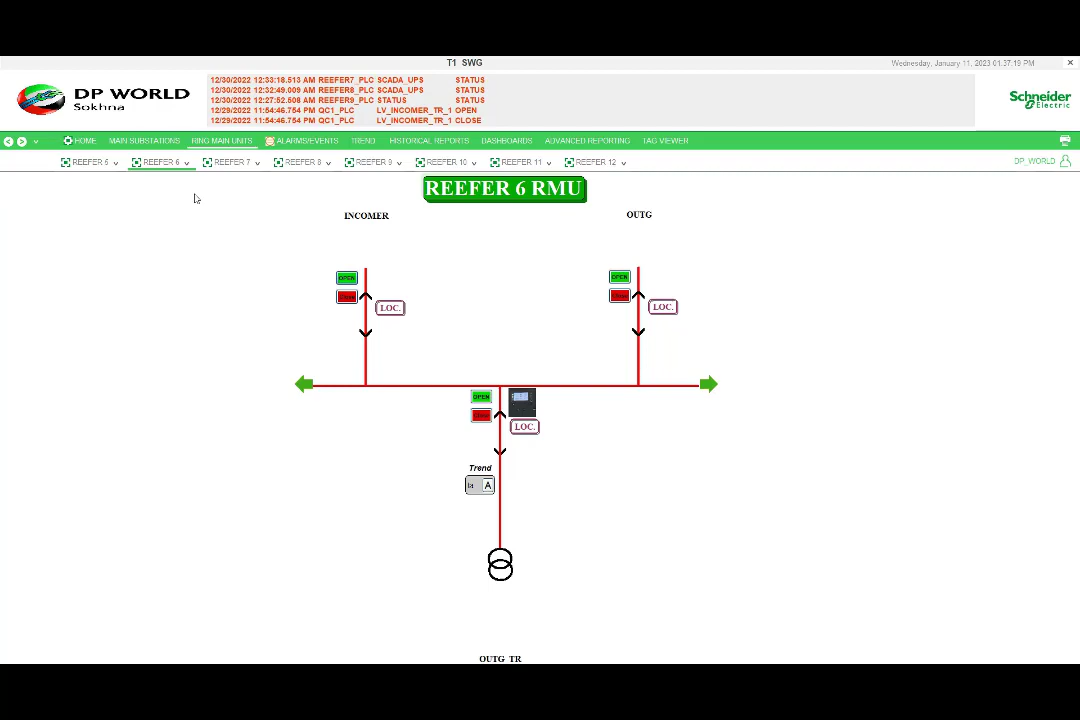 T1 SWG
Wednesday, January 11, 2023 01:37:19 PM
DP WORLD
Sokhna
12/30/2022 12:33:18.513 AM REEFER7_PLC SCADA_UPS STATUS
12/30/2022 12:32:49.009 AM REEFER8_PLC SCADA_UPS STATUS
12/30/2022 12:27:52.508 AM REEFER9_PLC STATUS STATUS
12/29/2022 11:54:46.754 PM QC1_PLC LV_INCOMER_TR_1 OPEN
12/29/2022 11:54:46.754 PM QC1_PLC LV_INCOMER_TR_1 CLOSE
Schneider
Electric
HOME MAIN SUBSTATIONS RING MAIN UNITS ALARMS/EVENTS TREND HISTORICAL REPORTS DASHBOARDS ADVANCED REPORTING TAG VIEWER
REEFER 5 REEFER 6 REEFER 7 REEFER 8 REEFER 9 REEFER 10 REEFER 11 REEFER 12 DP_WORLD
REEFER 6 RMU
INCOMER OUTG
OPEN OPEN
Close Close
LOC. LOC.
OPEN
Close
LOC.
Trend
Ia A
OUTG TR